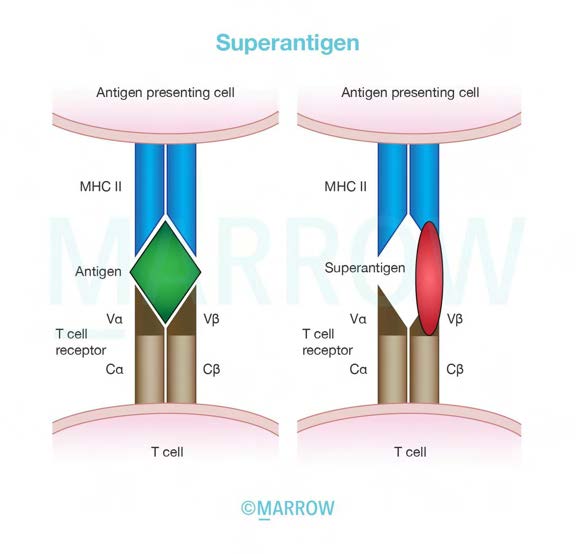 Superantigen
Antigen presenting cell
MHC II
Antigen
Vα
Vβ
T cell
receptor
Cα
Cβ
T cell
Antigen presenting cell
MHC II
Superantigen
Vα
Vβ
T cell
receptor
Cα
Cβ
T cell
MARROW
©MARROW